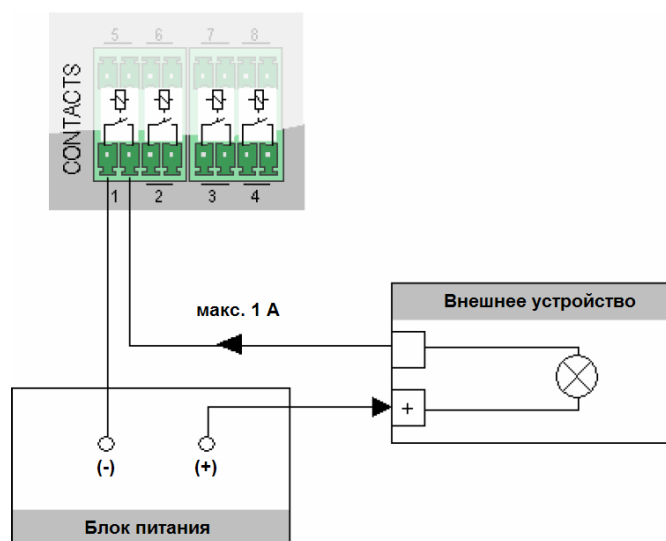 5 6 7 8
CONTACTS
1 2 3 4
макс. 1 А
Внешнее устройство
+
(-) (+)
Блок питания